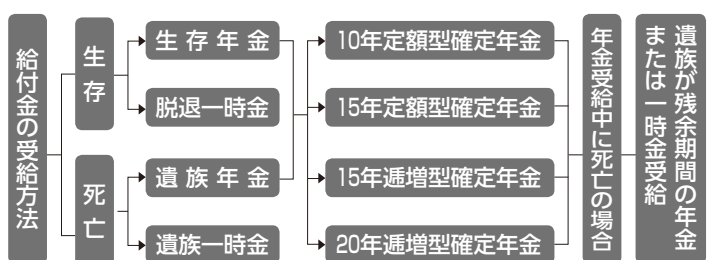 給付金の受給方法
生存
死亡
生存年金
脱退一時金
遺族年金
遺族一時金
10年定額型確定年金
15年定額型確定年金
15年逓増型確定年金
20年逓増型確定年金
年金受給中に死亡の場合
遺族が残余期間の年金
または一時金受給